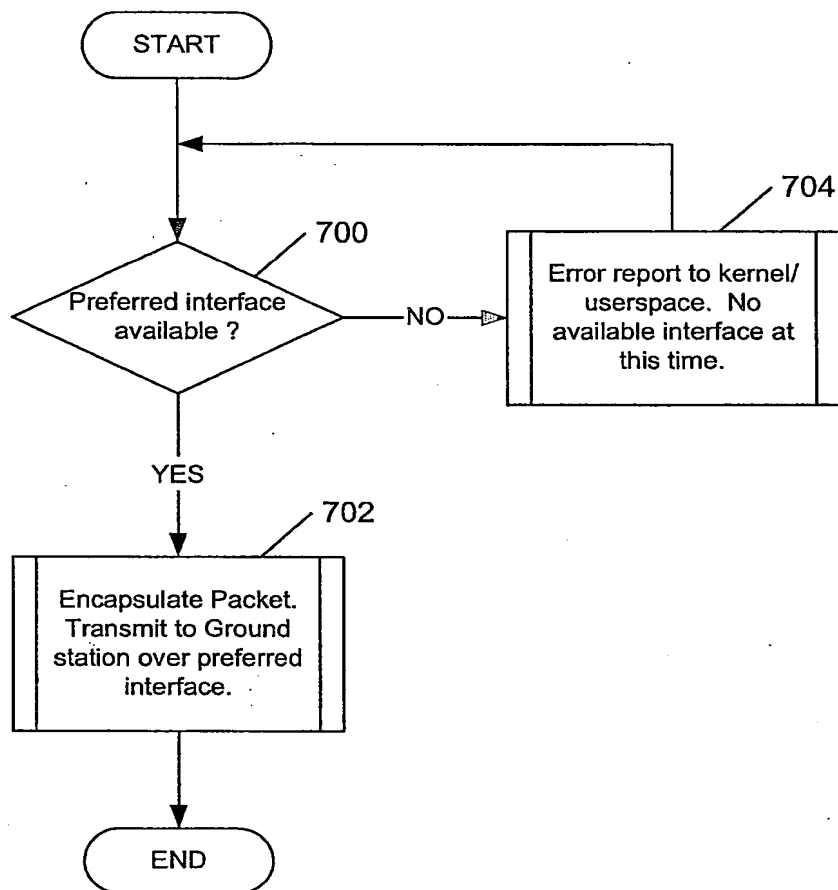 START
704
700
Preferred interface
available ?
NO
Error report to kernel/
userspace. No
available interface at
this time.
YES
702
Encapsulate Packet.
Transmit to Ground
station over preferred
interface.
END